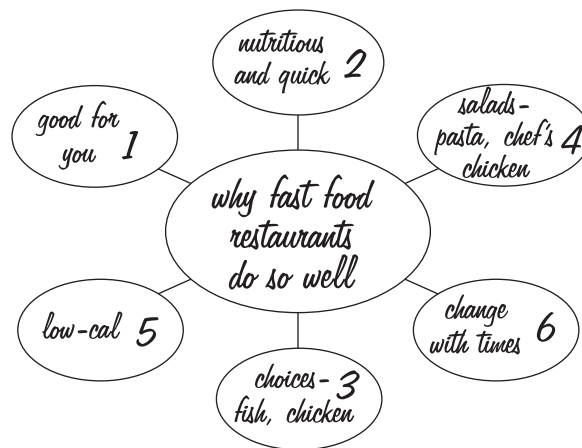 nutritious
and quick 2
good for
you 1
salads-
pasta, chef's 4
chicken
why fast food
restaurants
do so well
low-cal 5
change
with times 6
choices- 3
fish, chicken